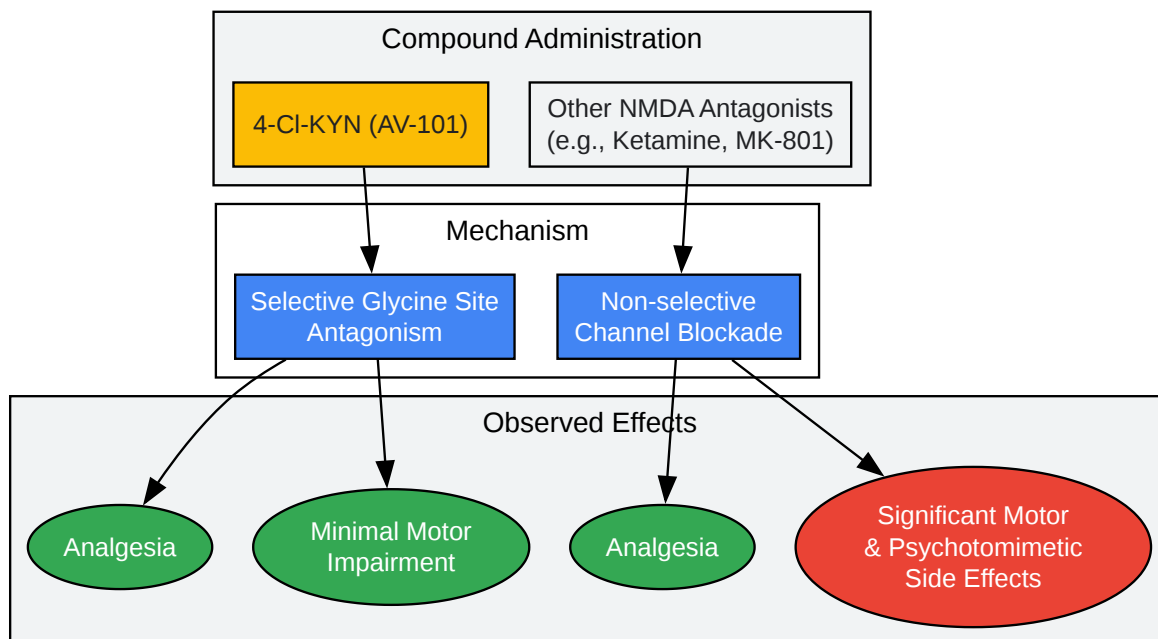 Compound Administration
4-Cl-KYN (AV-101)
Other NMDA Antagonists
(e.g., Ketamine, MK-801)
Mechanism
Selective Glycine Site
Antagonism
Non-selective
Channel Blockade
Observed Effects
Analgesia
Minimal Motor
Impairment
Analgesia
Significant Motor
& Psychotomimetic
Side Effects